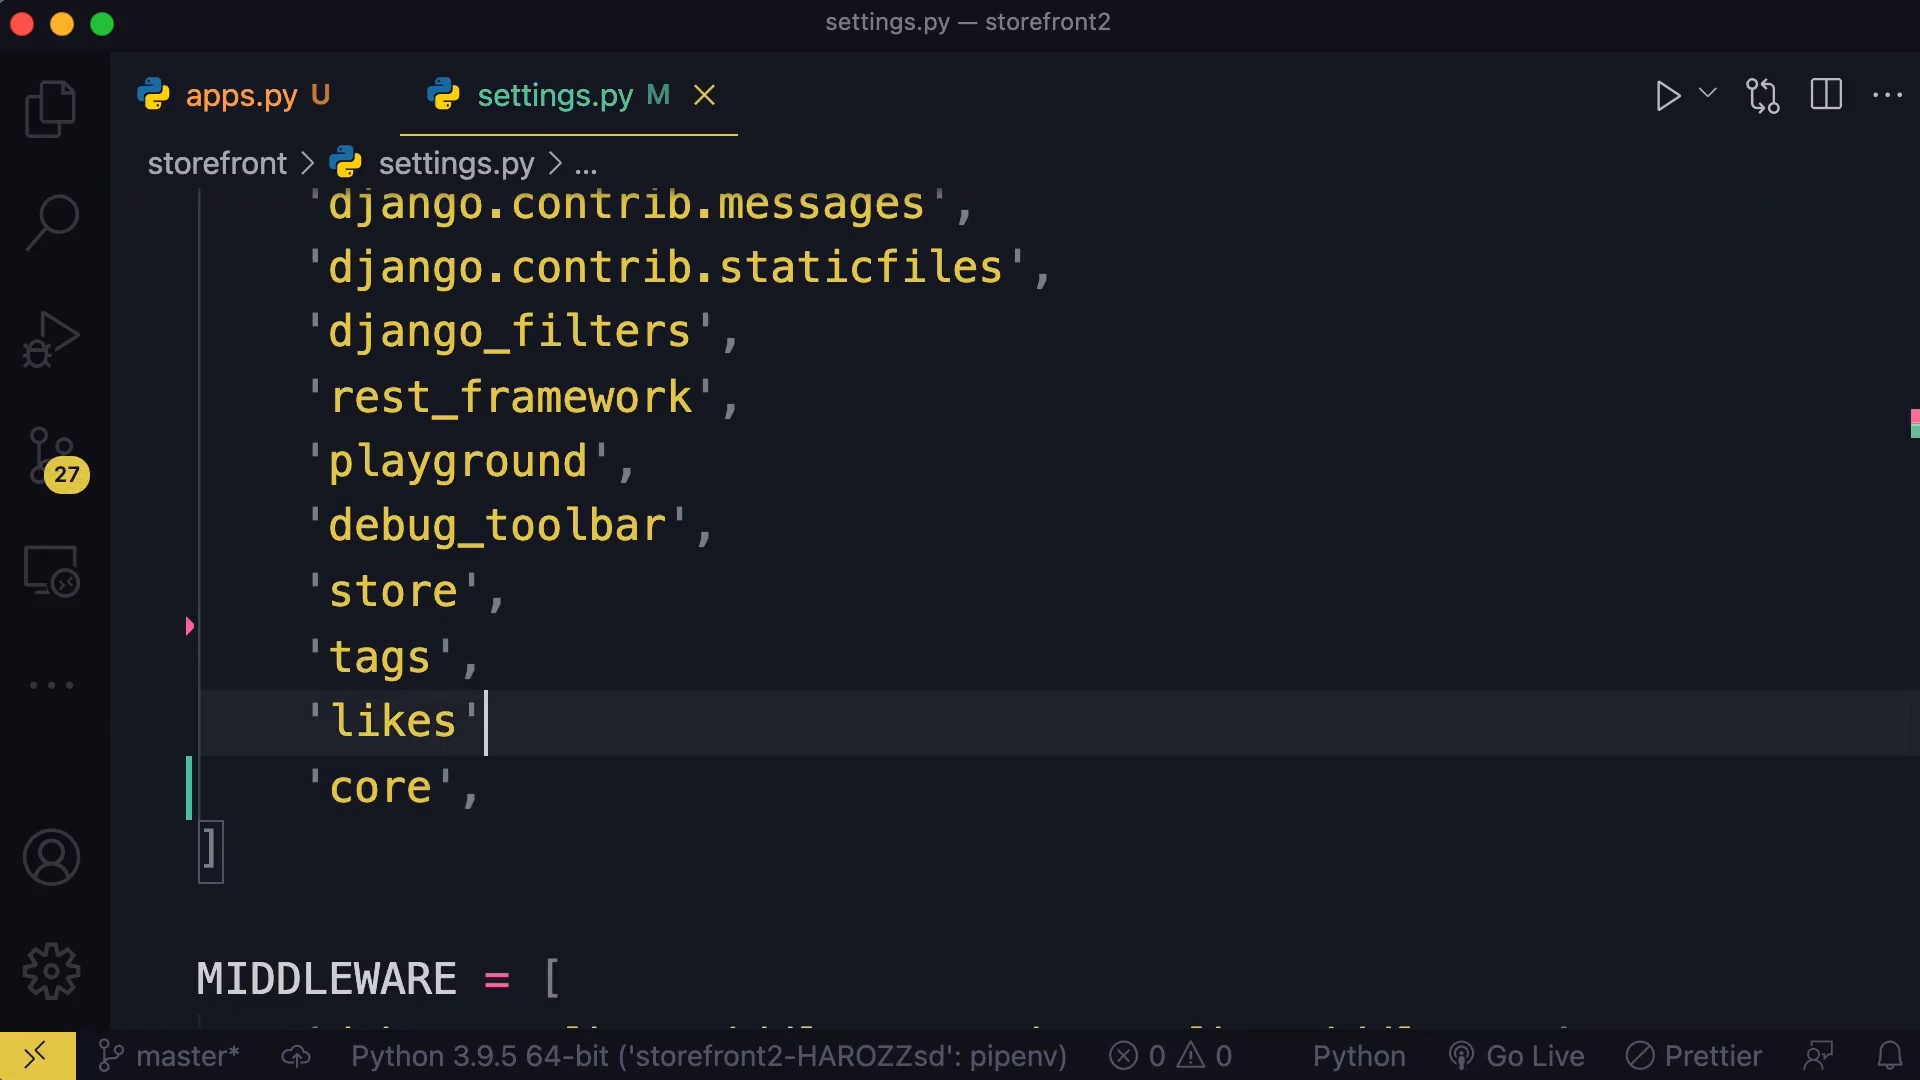 settings.py — storefront2
apps.py U
settings.py M
storefront > settings.py > ...
'django.contrib.messages',
'django.contrib.staticfiles',
'django_filters',
'rest_framework',
'playground',
'debug_toolbar',
'store',
'tags',
'likes'
'core',
]
MIDDLEWARE = [
27
master* Python 3.9.5 64-bit ('storefront2-HAROZZsd': pipenv) 0 0 Python Go Live Prettier